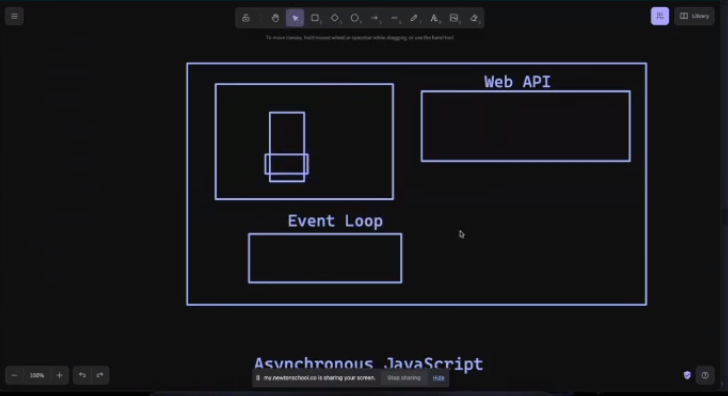 Library
To move canvas, hold mouse wheel or spacebar while dragging, or use the hand tool
Web API
Event Loop
Asynchronous JavaScript
100%
my.newtonschool.co is sharing your screen.
Stop sharing
Hide